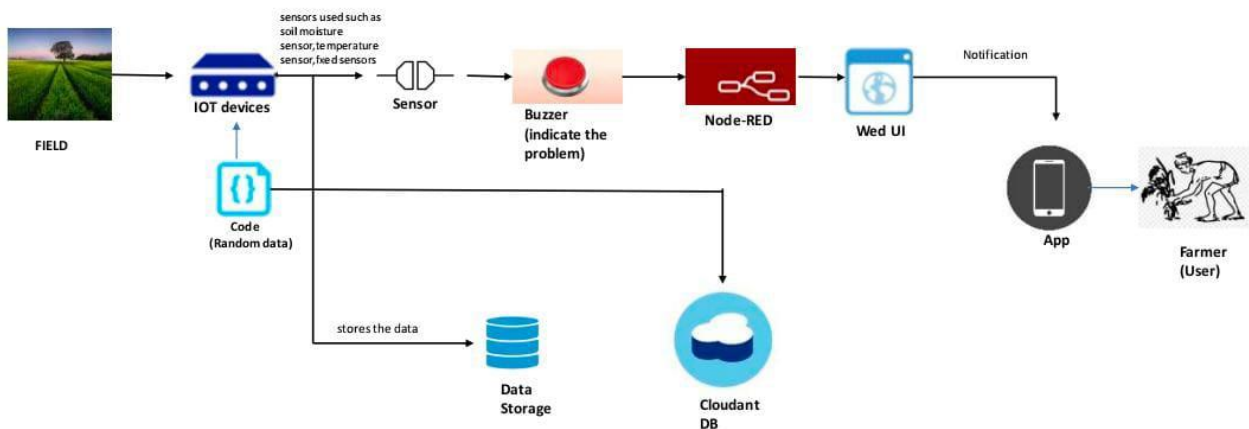 sensors used such as
soil moisture
sensor,temperature
sensor,fxed sensors
Notification
IOT devices
Sensor
Buzzer
(indicate the
problem)
Node-RED
Wed UI
FIELD
Code
(Random data)
App
Farmer
(User)
stores the data
Data
Storage
Cloudant
DB